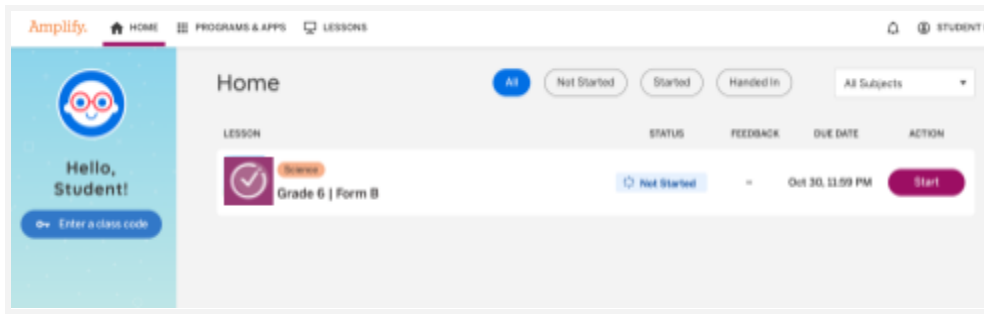 Amplify. HOME PROGRAMS & APPS LESSONS STUDENT
Home All Not Started Started Handed In All Subjects
LESSON STATUS FEEDBACK DUE DATE ACTION
Science
Grade 6 | Form B Not Started – Oct 30, 11:59 PM Start
Hello,
Student!
Enter a class code